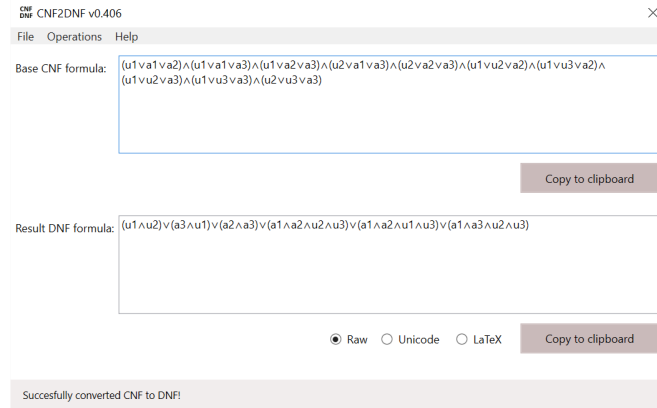 CNF
DNF CNF2DNF v0.406
File Operations Help
Base CNF formula:
(u1∨a1∨a2)∧(u1∨a1∨a3)∧(u1∨a2∨a3)∧(u2∨a1∨a3)∧(u2∨a2∨a3)∧(u1∨u2∨a2)∧(u1∨u3∨a2)∧
(u1∨u2∨a3)∧(u1∨u3∨a3)∧(u2∨u3∨a3)
Copy to clipboard
Result DNF formula:
(u1∧u2)∨(a3∧u1)∨(a2∧a3)∨(a1∧a2∧u2∧u3)∨(a1∧a2∧u1∧u3)∨(a1∧a3∧u2∧u3)
Raw Unicode LaTeX
Copy to clipboard
Succesfully converted CNF to DNF!